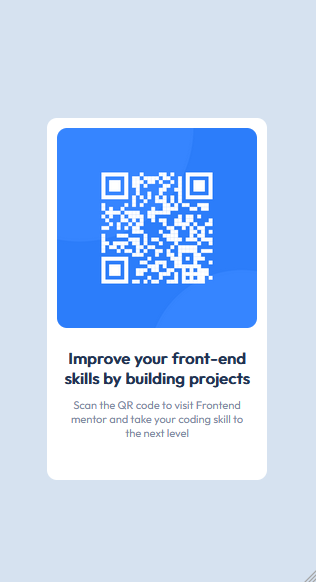 Improve your front-end
skills by building projects
Scan the QR code to visit Frontend
mentor and take your coding skill to
the next level